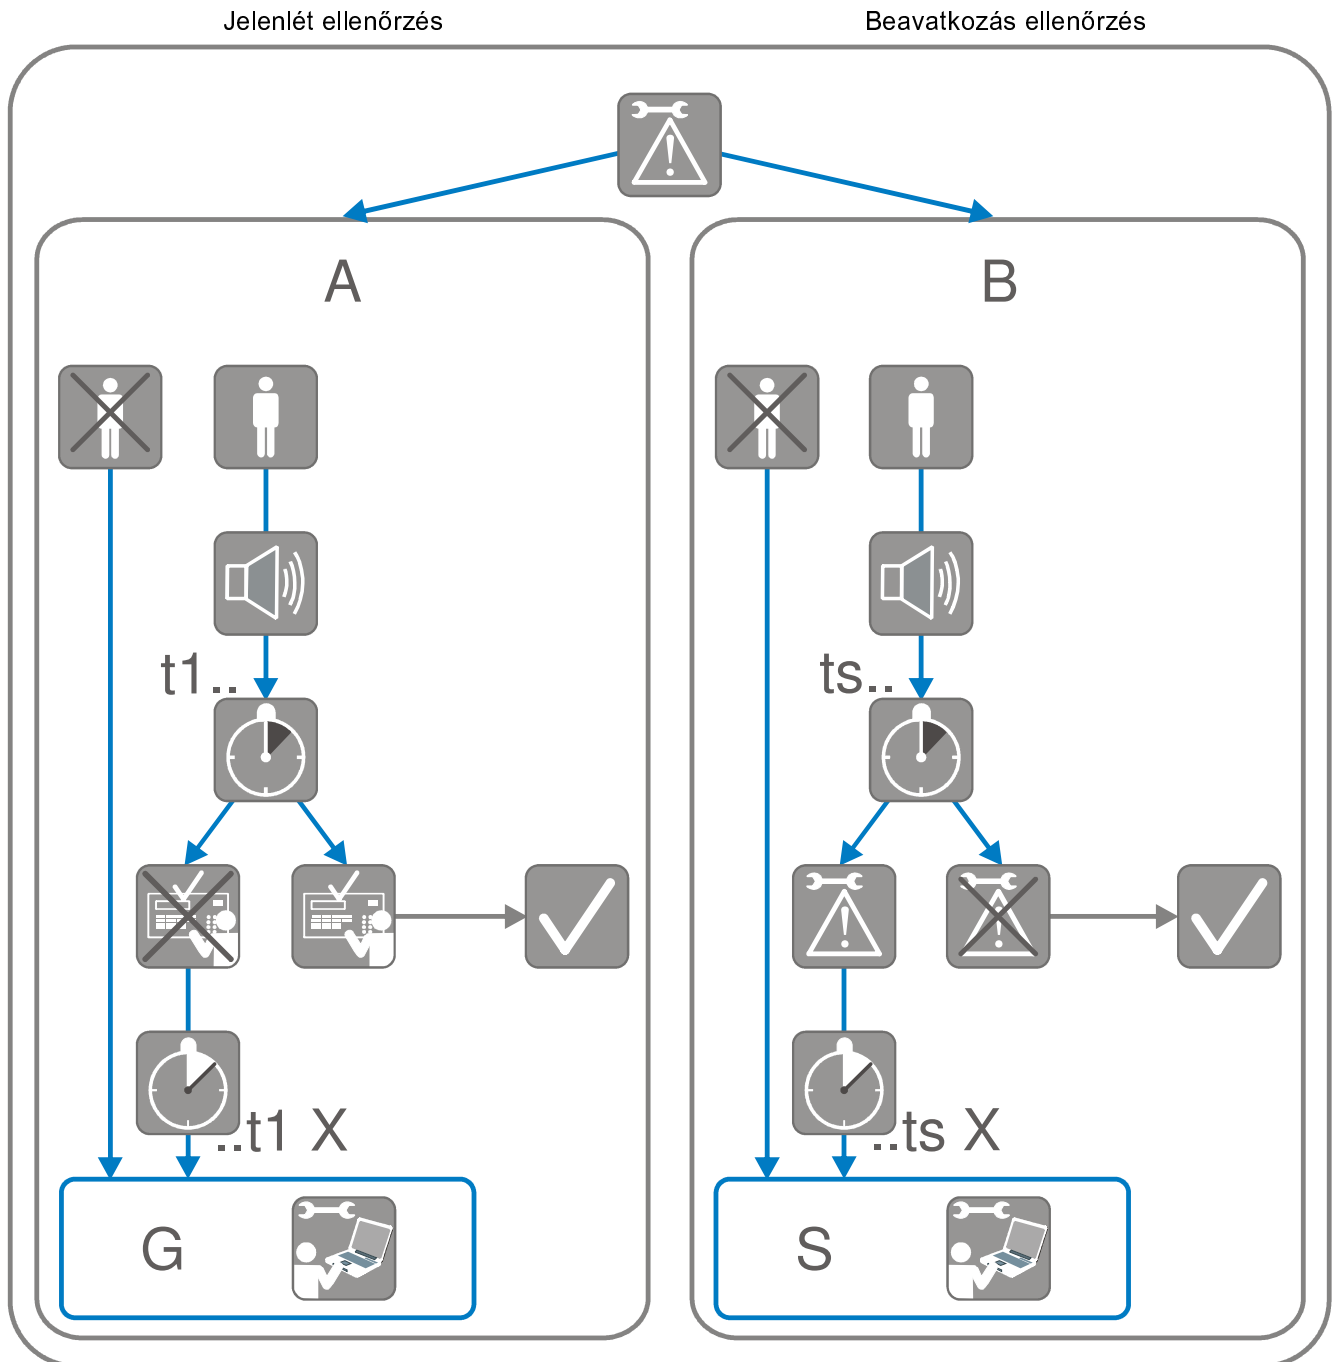 Jelenlét ellenőrzés
Beavatkozás ellenőrzés
A
B
t1..
ts..
..t1 X
..ts X
G
S